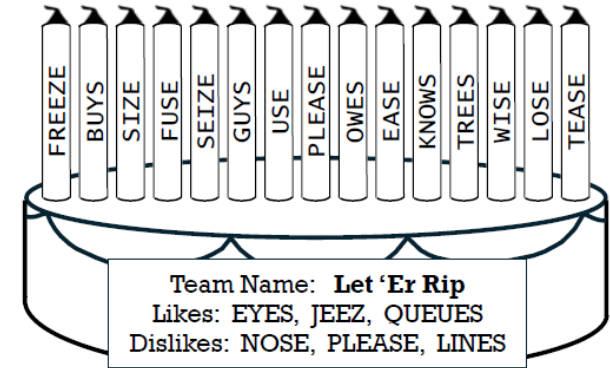 FREEZE
BUYS
SIZE
FUSE
SEIZE
GUYS
USE
PLEASE
OWES
EASE
KNOWS
TREES
WISE
LOSE
TEASE
Team Name: Let ‘Er Rip
Likes: EYES, JEEZ, QUEUES
Dislikes: NOSE, PLEASE, LINES